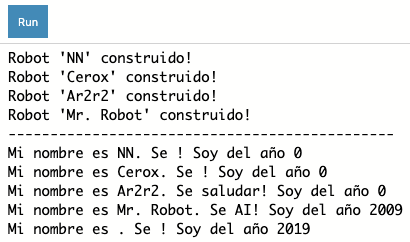 Run
Robot 'NN' construido!
Robot 'Cerox' construido!
Robot 'Ar2r2' construido!
Robot 'Mr. Robot' construido!
----------------------------------------------
Mi nombre es NN. Se ! Soy del año 0
Mi nombre es Cerox. Se ! Soy del año 0
Mi nombre es Ar2r2. Se saludar! Soy del año 0
Mi nombre es Mr. Robot. Se AI! Soy del año 2009
Mi nombre es . Se ! Soy del año 2019